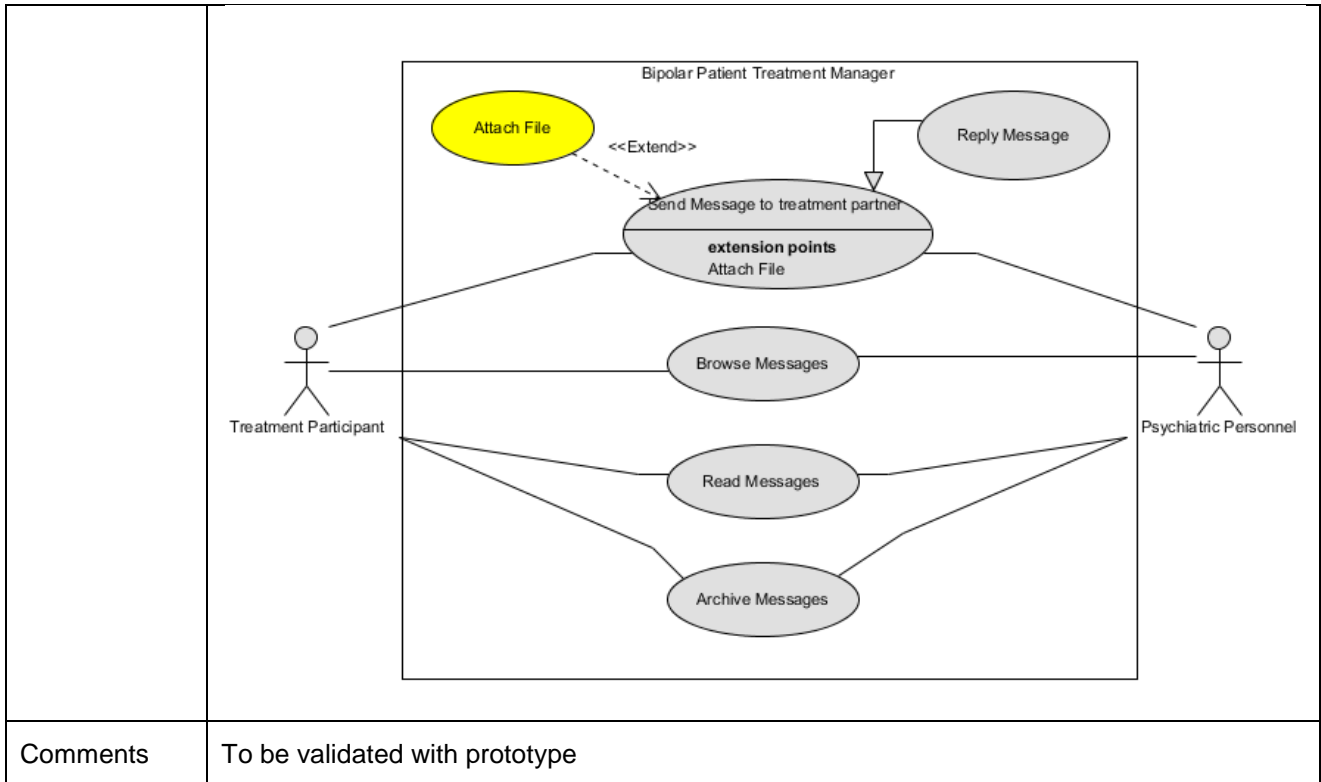 Bipolar Patient Treatment Manager
Attach File
<<Extend>>
Reply Message
Send Message to treatment partner
extension points
Attach File
Browse Messages
Treatment Participant
Psychiatric Personnel
Read Messages
Archive Messages
Comments
To be validated with prototype